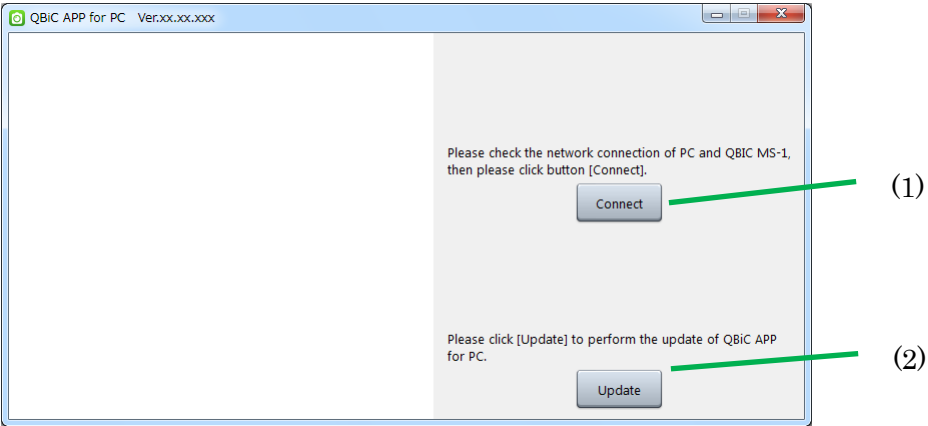 QBiC APP for PC Ver.xx.xx.xxx
Please check the network connection of PC and QBIC MS-1,
then please click button [Connect].
Connect
(1)
Please click [Update] to perform the update of QBiC APP
for PC.
Update
(2)